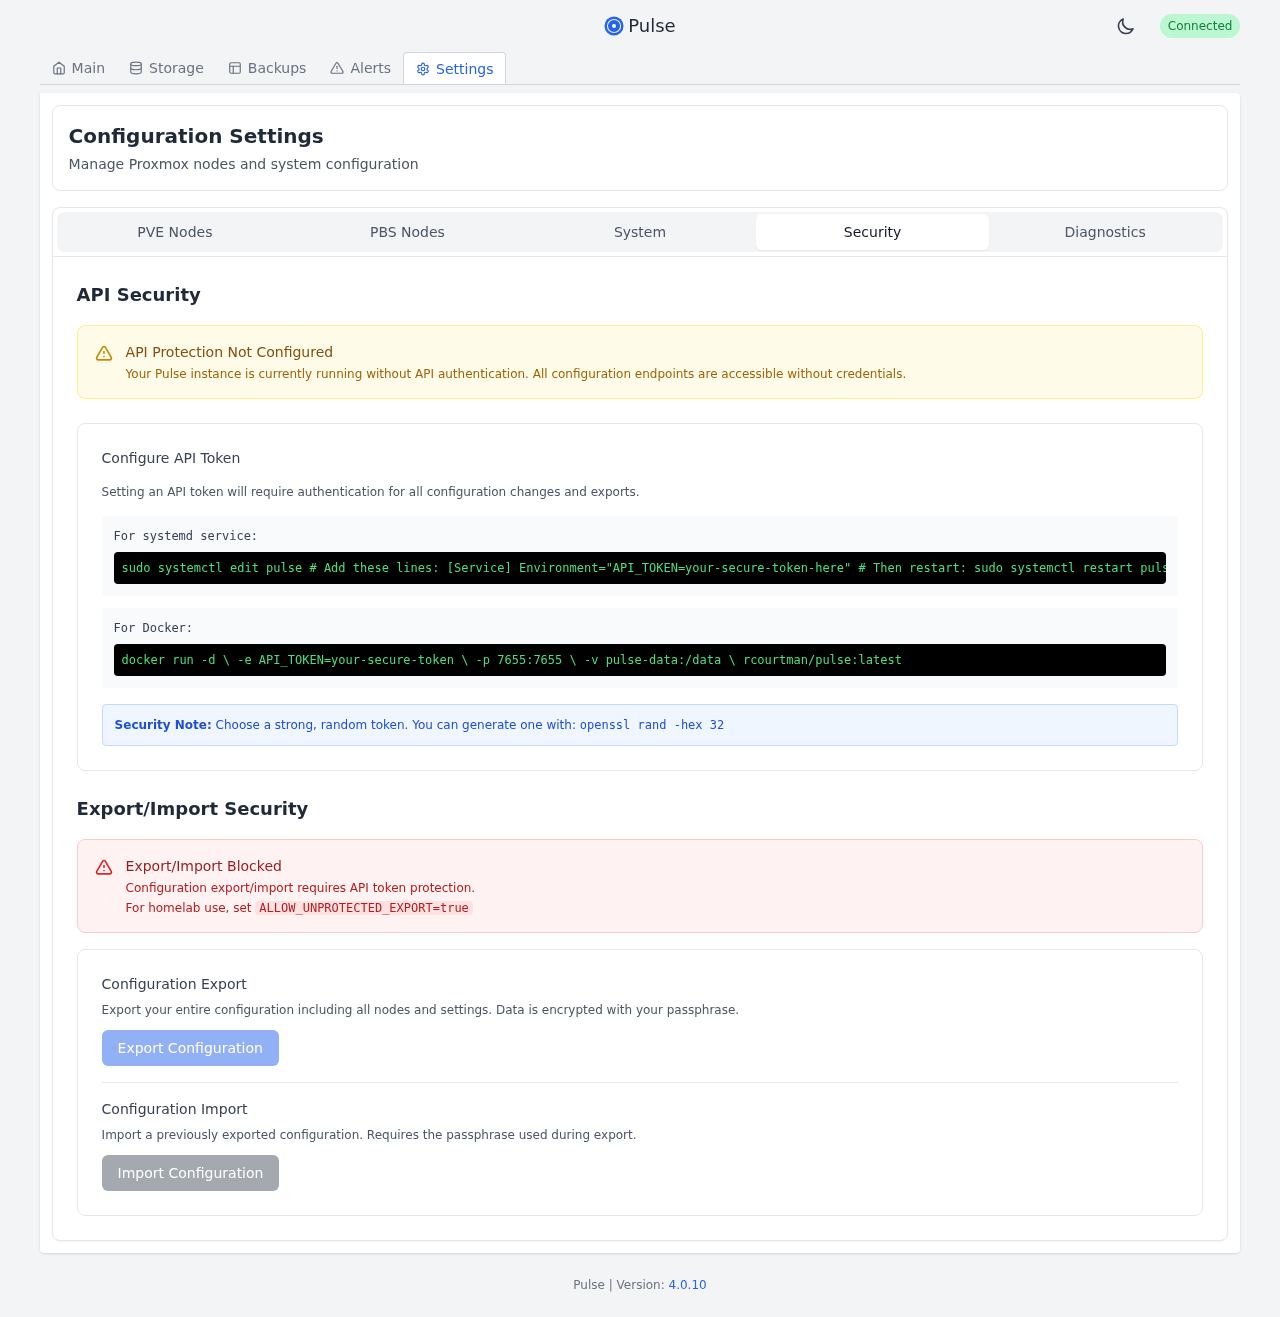 Pulse
Connected
Main
Storage
Backups
Alerts
Settings
Configuration Settings
Manage Proxmox nodes and system configuration
PVE Nodes
PBS Nodes
System
Security
Diagnostics
API Security
API Protection Not Configured
Your Pulse instance is currently running without API authentication. All configuration endpoints are accessible without credentials.
Configure API Token
Setting an API token will require authentication for all configuration changes and exports.
For systemd service:
sudo systemctl edit pulse # Add these lines: [Service] Environment="API_TOKEN=your-secure-token-here" # Then restart: sudo systemctl restart puls
For Docker:
docker run -d \ -e API_TOKEN=your-secure-token \ -p 7655:7655 \ -v pulse-data:/data \ rcourtman/pulse:latest
Security Note: Choose a strong, random token. You can generate one with: openssl rand -hex 32
Export/Import Security
Export/Import Blocked
Configuration export/import requires API token protection.
For homelab use, set ALLOW_UNPROTECTED_EXPORT=true
Configuration Export
Export your entire configuration including all nodes and settings. Data is encrypted with your passphrase.
Export Configuration
Configuration Import
Import a previously exported configuration. Requires the passphrase used during export.
Import Configuration
Pulse | Version: 4.0.10